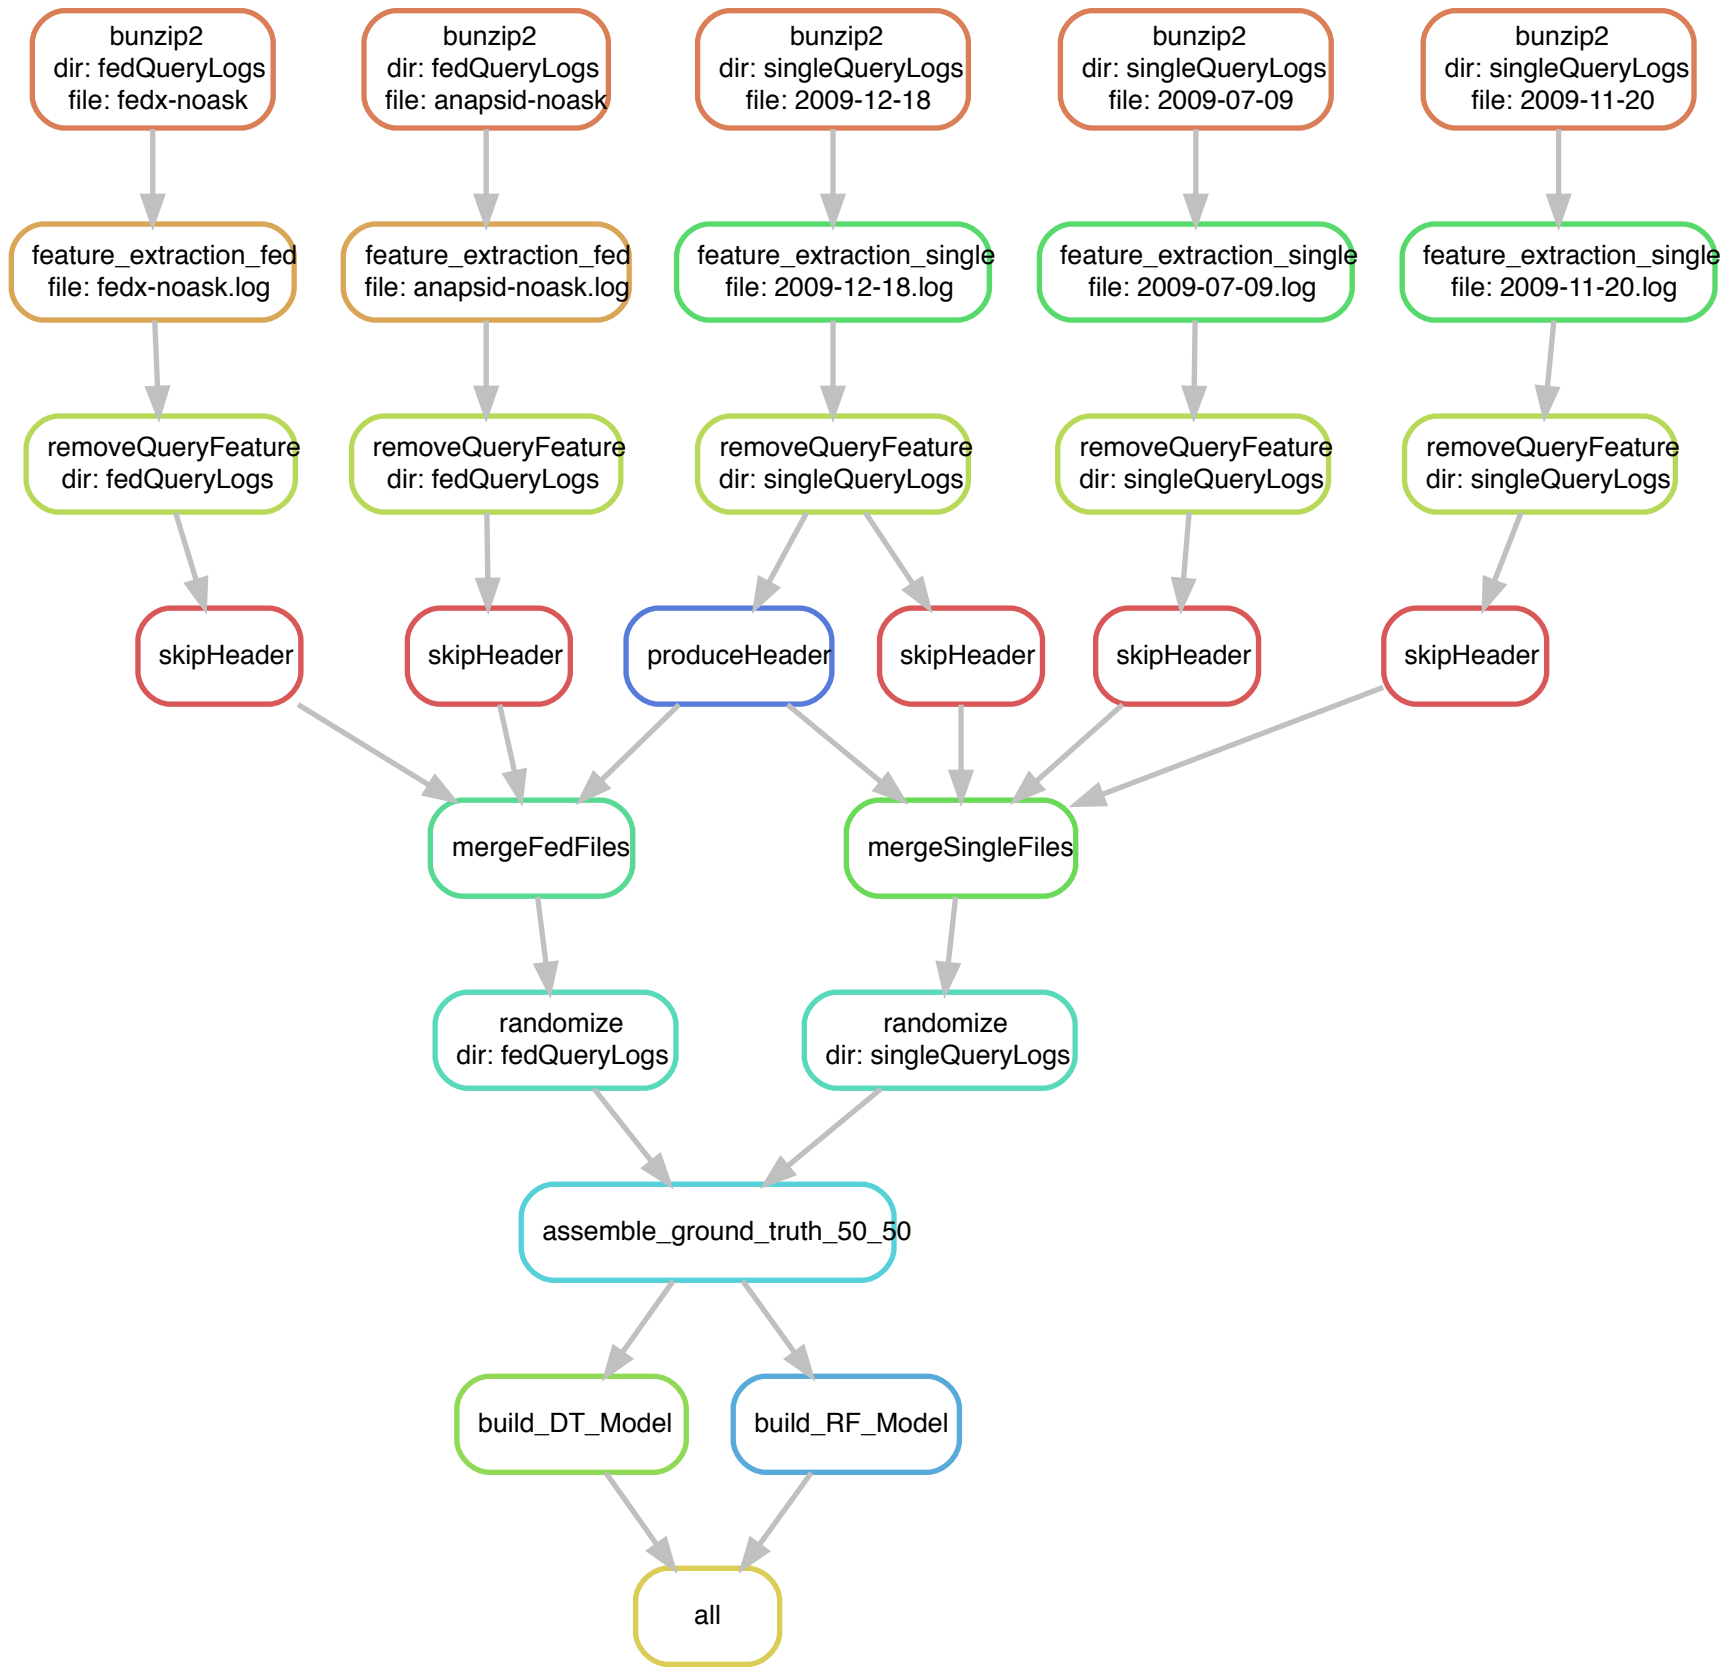 bunzip2
dir: fedQueryLogs
file: fedx-noask
bunzip2
dir: fedQueryLogs
file: anapsid-noask
bunzip2
dir: singleQueryLogs
file: 2009-12-18
bunzip2
dir: singleQueryLogs
file: 2009-07-09
bunzip2
dir: singleQueryLogs
file: 2009-11-20
feature_extraction_fed
file: fedx-noask.log
feature_extraction_fed
file: anapsid-noask.log
feature_extraction_single
file: 2009-12-18.log
feature_extraction_single
file: 2009-07-09.log
feature_extraction_single
file: 2009-11-20.log
removeQueryFeature
dir: fedQueryLogs
removeQueryFeature
dir: fedQueryLogs
removeQueryFeature
dir: singleQueryLogs
removeQueryFeature
dir: singleQueryLogs
removeQueryFeature
dir: singleQueryLogs
skipHeader
skipHeader
produceHeader
skipHeader
skipHeader
skipHeader
mergeFedFiles
mergeSingleFiles
randomize
dir: fedQueryLogs
randomize
dir: singleQueryLogs
assemble_ground_truth_50_50
build_DT_Model
build_RF_Model
all